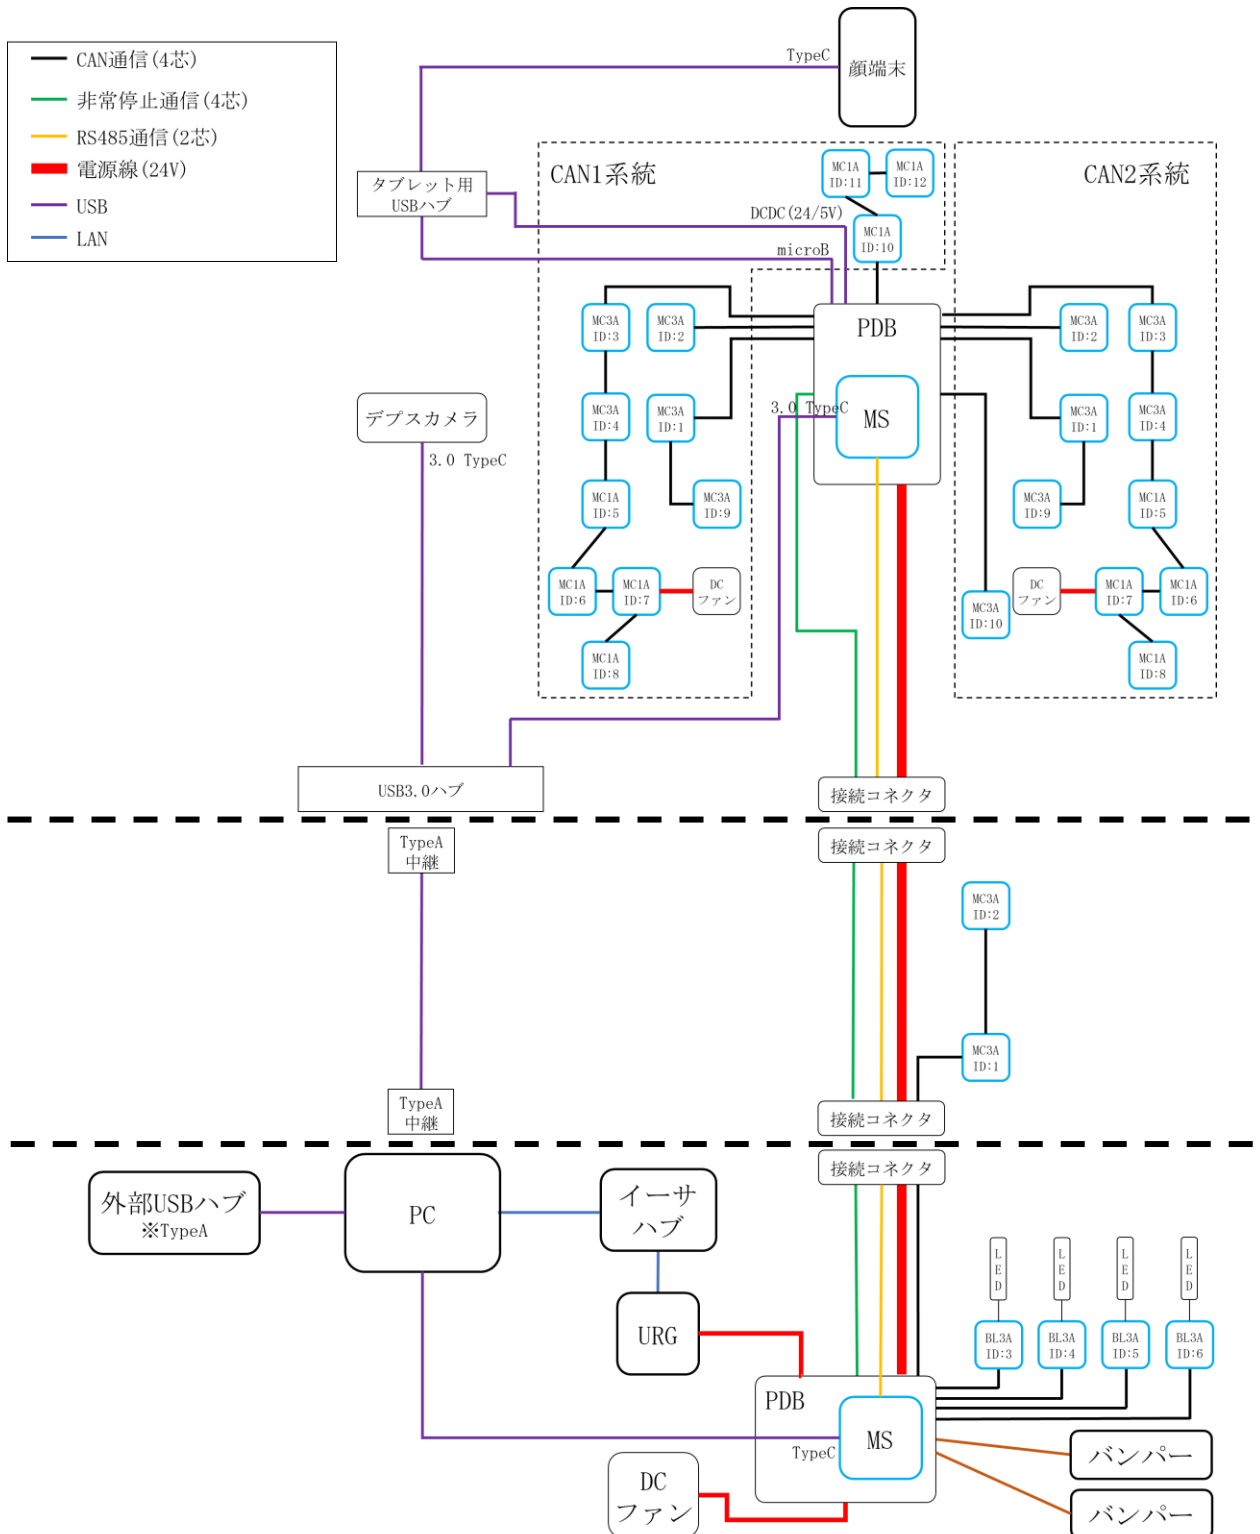 CAN通信(4芯)
非常停止通信(4芯)
RS485通信(2芯)
電源線(24V)
USB
LAN
TypeC
顔端末
タブレット用
USBハブ
CAN1系統
MC1A
ID:11
MC1A
ID:12
CAN2系統
DCDC(24/5V)
MC1A
ID:10
microB
MC3A
ID:3
MC3A
ID:2
PDB
MC3A
ID:2
MC3A
ID:3
デプスカメラ
3.0 TypeC
MC3A
ID:4
MC3A
ID:1
3.0 TypeC
MS
MC3A
ID:1
MC3A
ID:4
MC1A
ID:5
MC3A
ID:9
MC3A
ID:9
MC1A
ID:5
MC1A
ID:6
MC1A
ID:7
DC
ファン
MC3A
ID:10
DC
ファン
MC1A
ID:7
MC1A
ID:6
MC1A
ID:8
MC1A
ID:8
USB3.0ハブ
接続コネクタ
TypeA
中継
接続コネクタ
MC3A
ID:2
MC3A
ID:1
TypeA
中継
接続コネクタ
接続コネクタ
外部USBハブ
※TypeA
PC
イーサ
ハブ
URG
LED
LED
LED
LED
BL3A
ID:3
BL3A
ID:4
BL3A
ID:5
BL3A
ID:6
PDB
MS
TypeC
バンパー
DC
ファン
バンパー